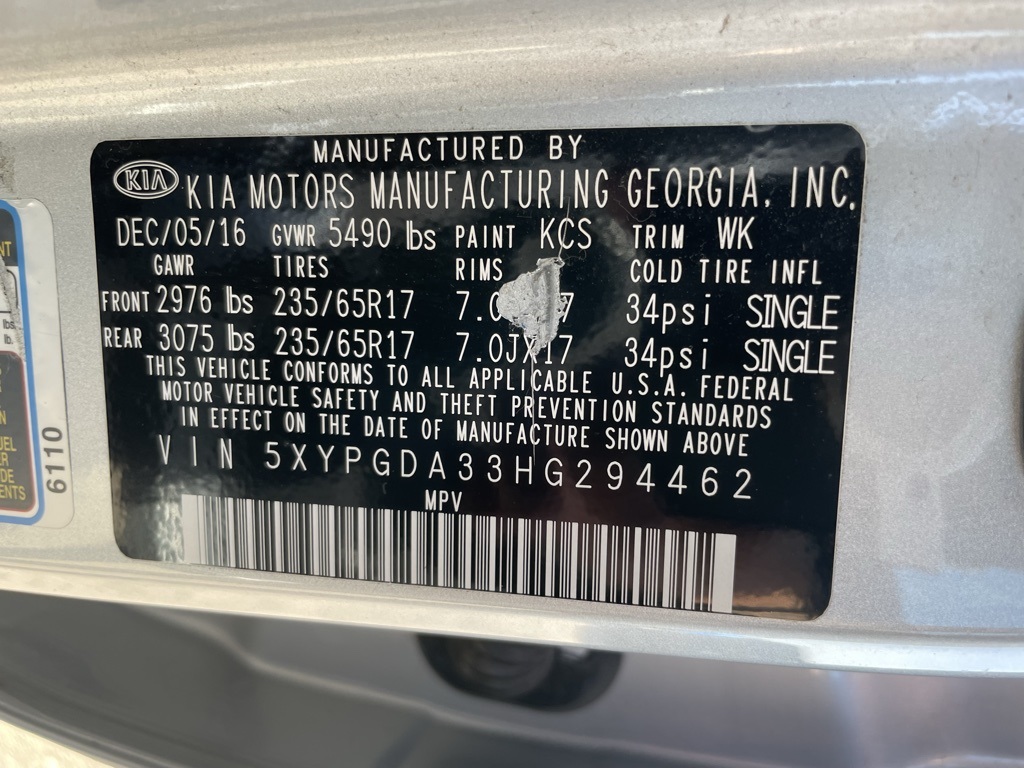 MANUFACTURED BY
KIA KIA MOTORS MANUFACTURING GEORGIA, INC.
DEC/05/16 GVWR 5490 lbs PAINT KCS TRIM WK
GAWR TIRES RIMS COLD TIRE INFL
FRONT 2976 lbs 235/65R17 34psi SINGLE
REAR 3075 lbs 235/65R17 7.0JX17 34psi SINGLE
THIS VEHICLE CONFORMS TO ALL APPLICABLE U.S.A. FEDERAL
MOTOR VEHICLE SAFETY AND THEFT PREVENTION STANDARDS
IN EFFECT ON THE DATE OF MANUFACTURE SHOWN ABOVE
VIN 5XYPGDA33HG294462
MPV
6110